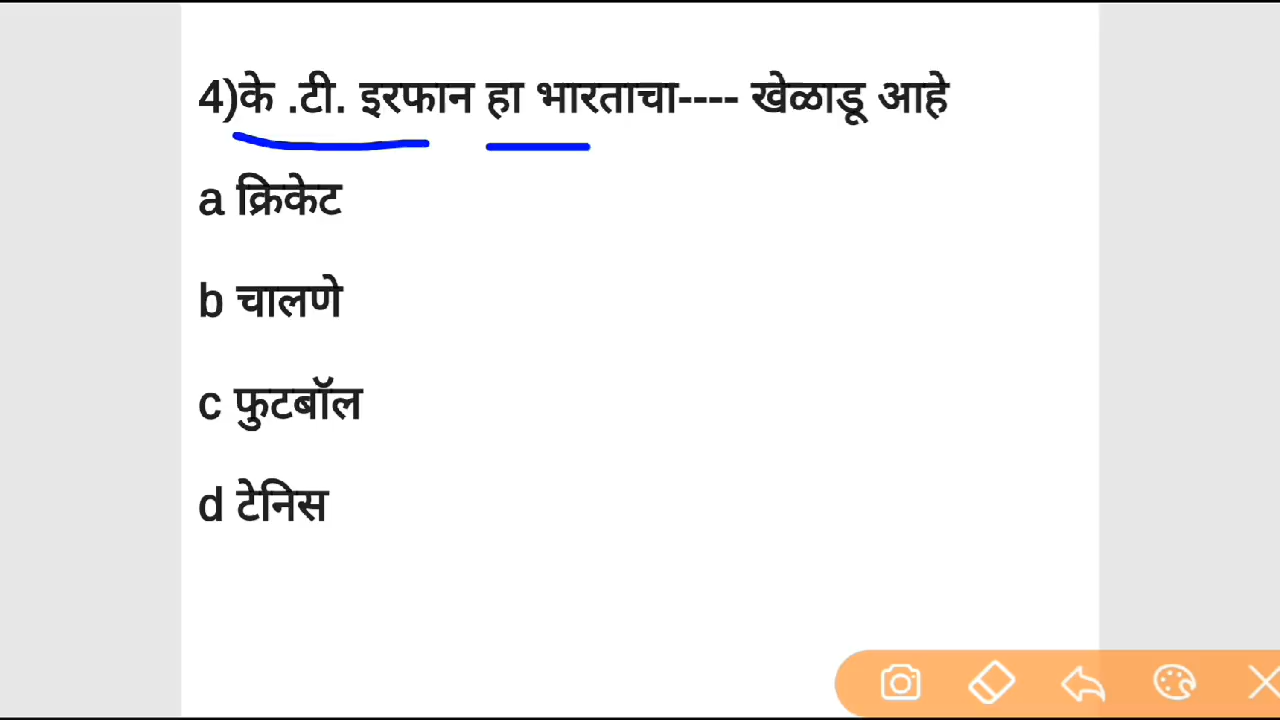 4)के .टी. इरफान हा भारताचा---- खेळाडू आहे
a क्रिकेट
b चालणे
c फुटबॉल
d टेनिस